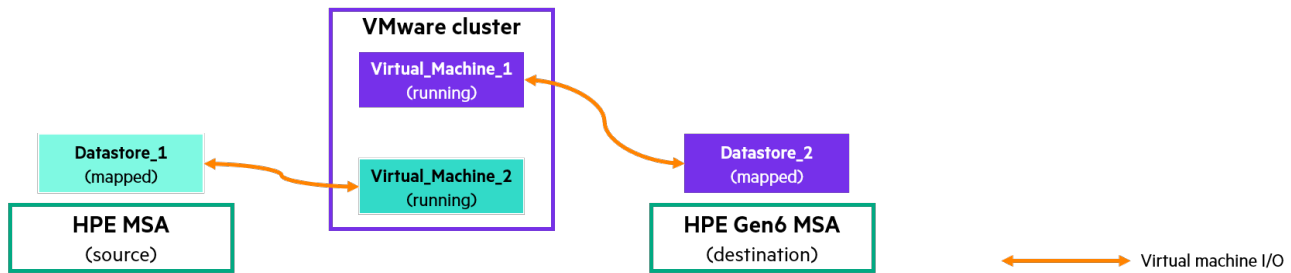 VMware cluster
Virtual_Machine_1
(running)
Datastore_1
(mapped)
Virtual_Machine_2
(running)
Datastore_2
(mapped)
HPE MSA
(source)
HPE Gen6 MSA
(destination)
Virtual machine I/O